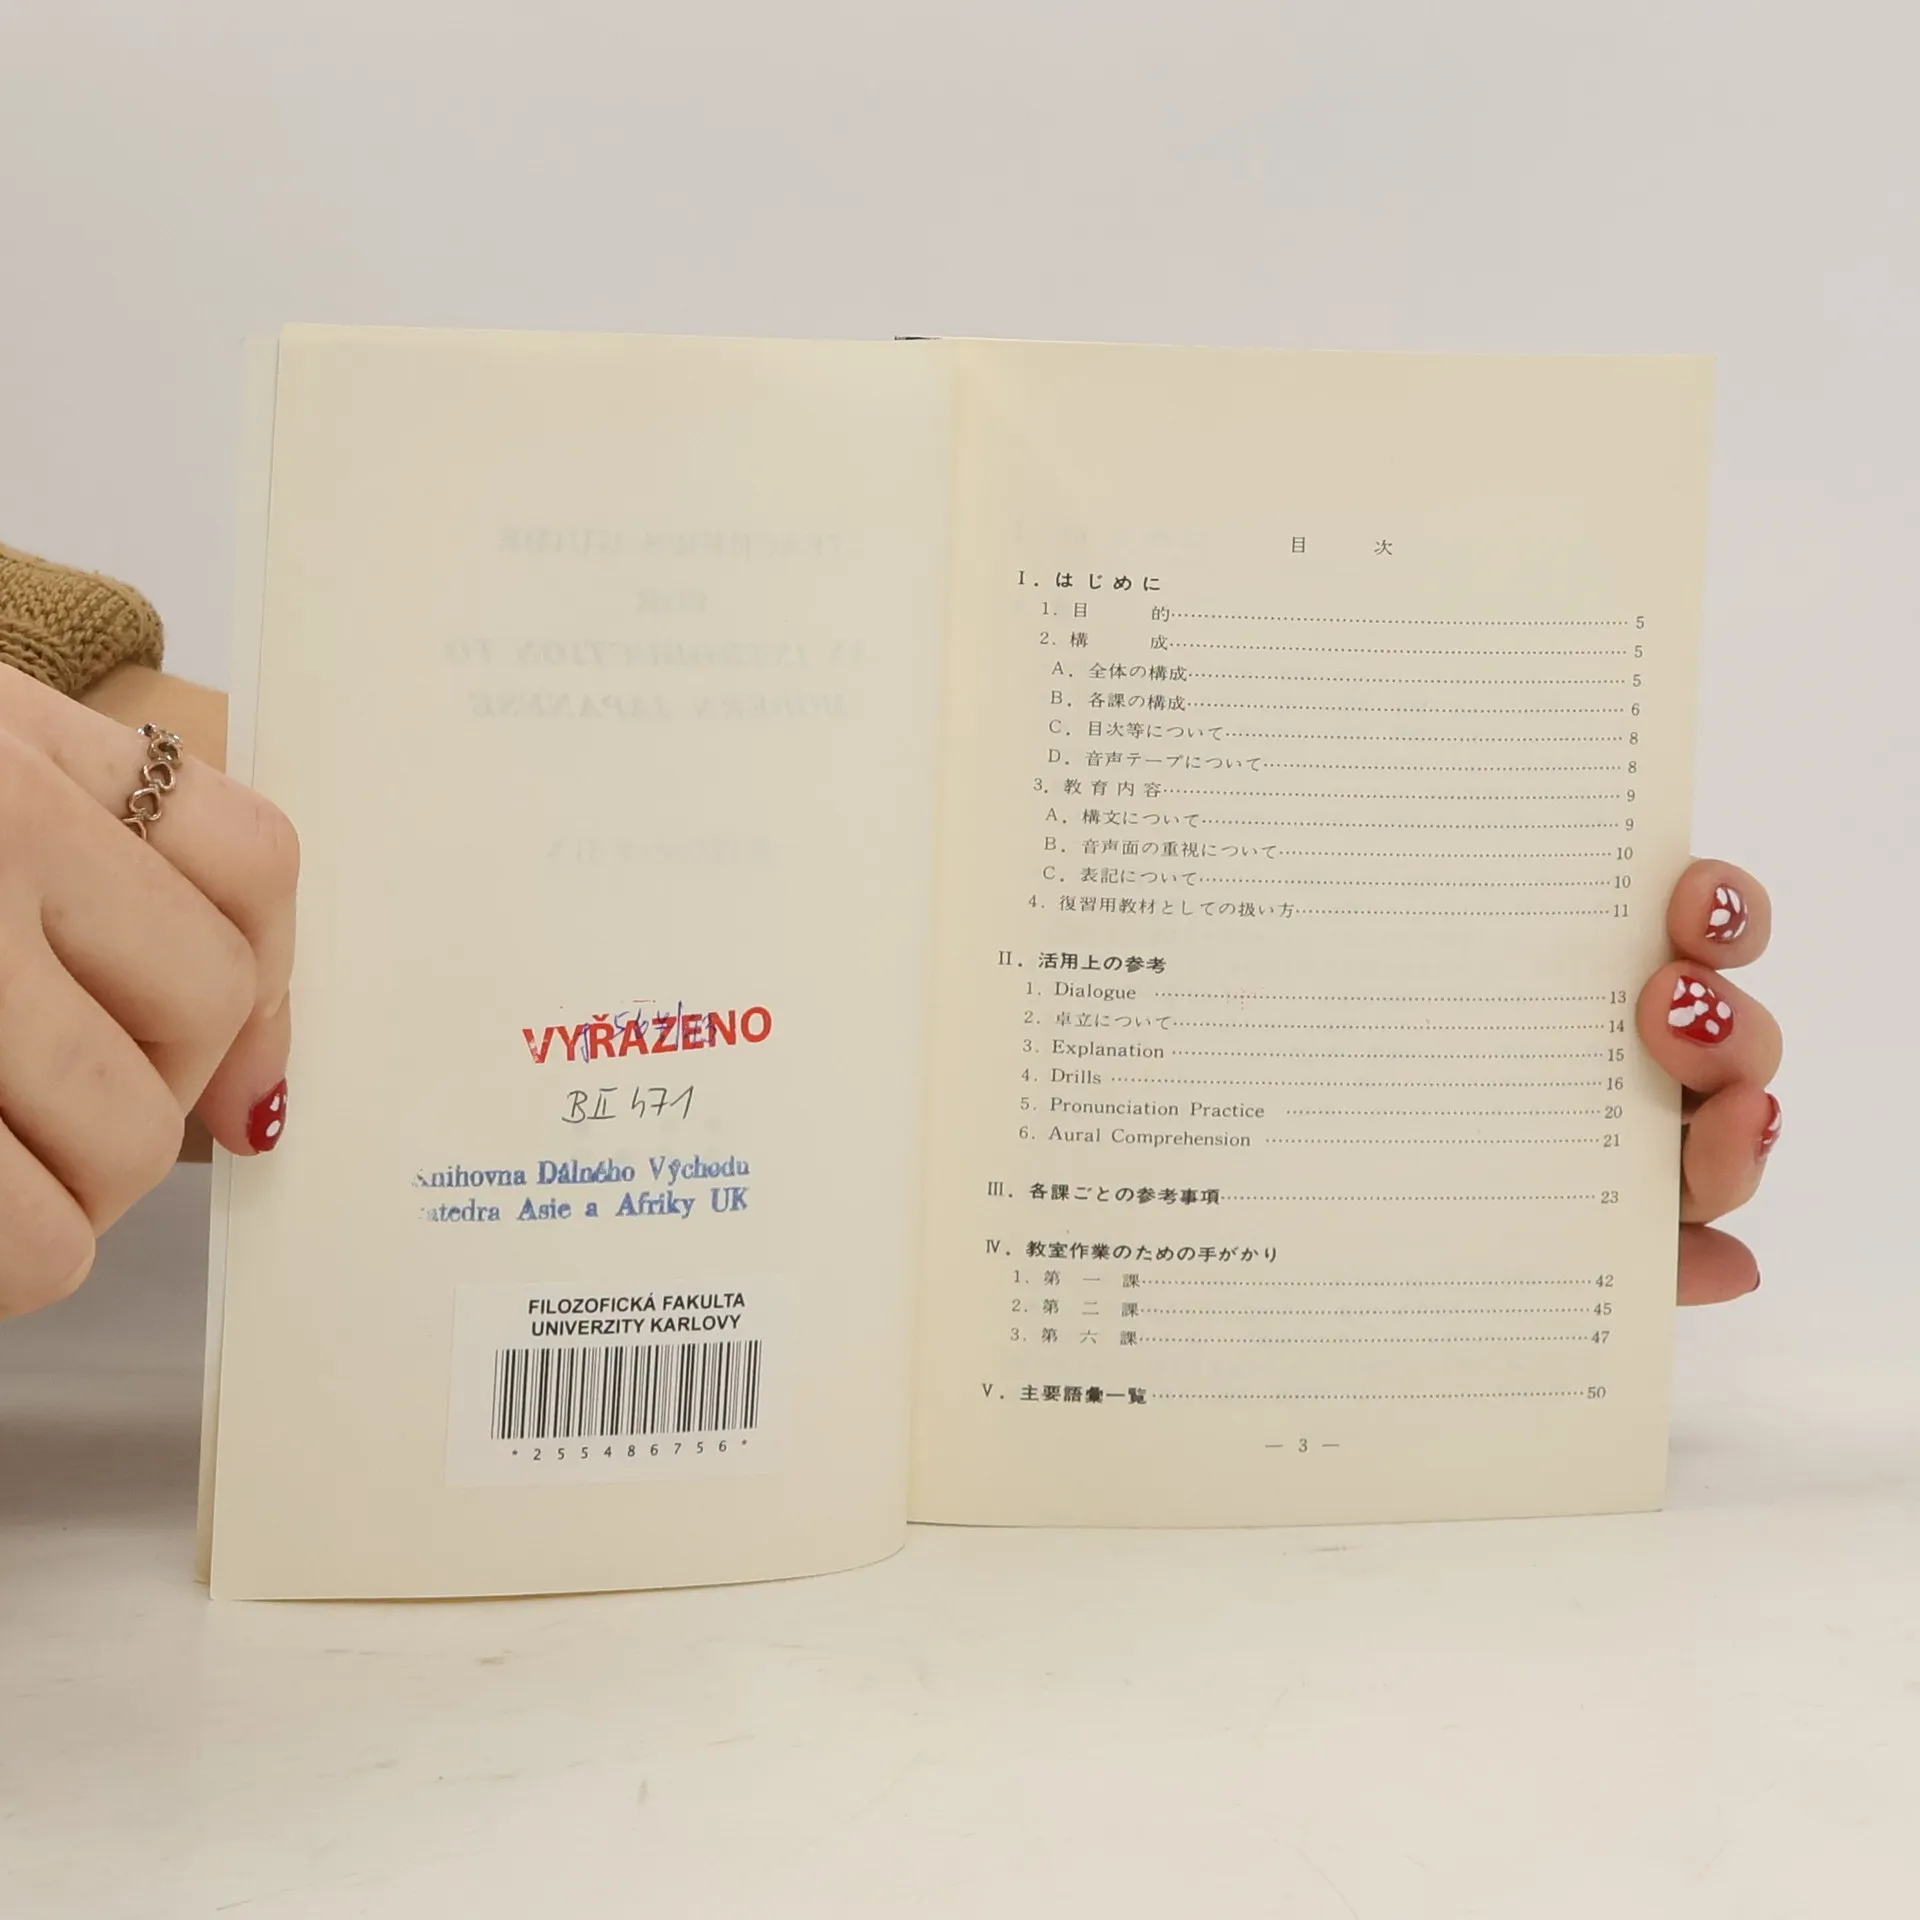 VYŘAZENO
B II 471
Knihovna Dálného Východu
katedra Asie a Afriky UK
FILOZOFICKÁ FAKULTA
UNIVERZITY KARLOVY
*255486756*
目 次
I. はじめに
1. 目 的 5
2. 構 成 5
A. 全体の構成 5
B. 各課の構成 6
C. 目次等について 8
D. 音声テープについて 8
3. 教育内容 9
A. 構文について 9
B. 音声面の重視について 10
C. 表記について 10
4. 復習用教材としての扱い方 11
II. 活用上の参考
1. Dialogue 13
2. 卓立について 14
3. Explanation 15
4. Drills 16
5. Pronunciation Practice 20
6. Aural Comprehension 21
III. 各課ごとの参考事項 23
IV. 教室作業のための手がかり
1. 第 一 課 42
2. 第 二 課 45
3. 第 六 課 47
V. 主要語彙一覧 50
— 3 —